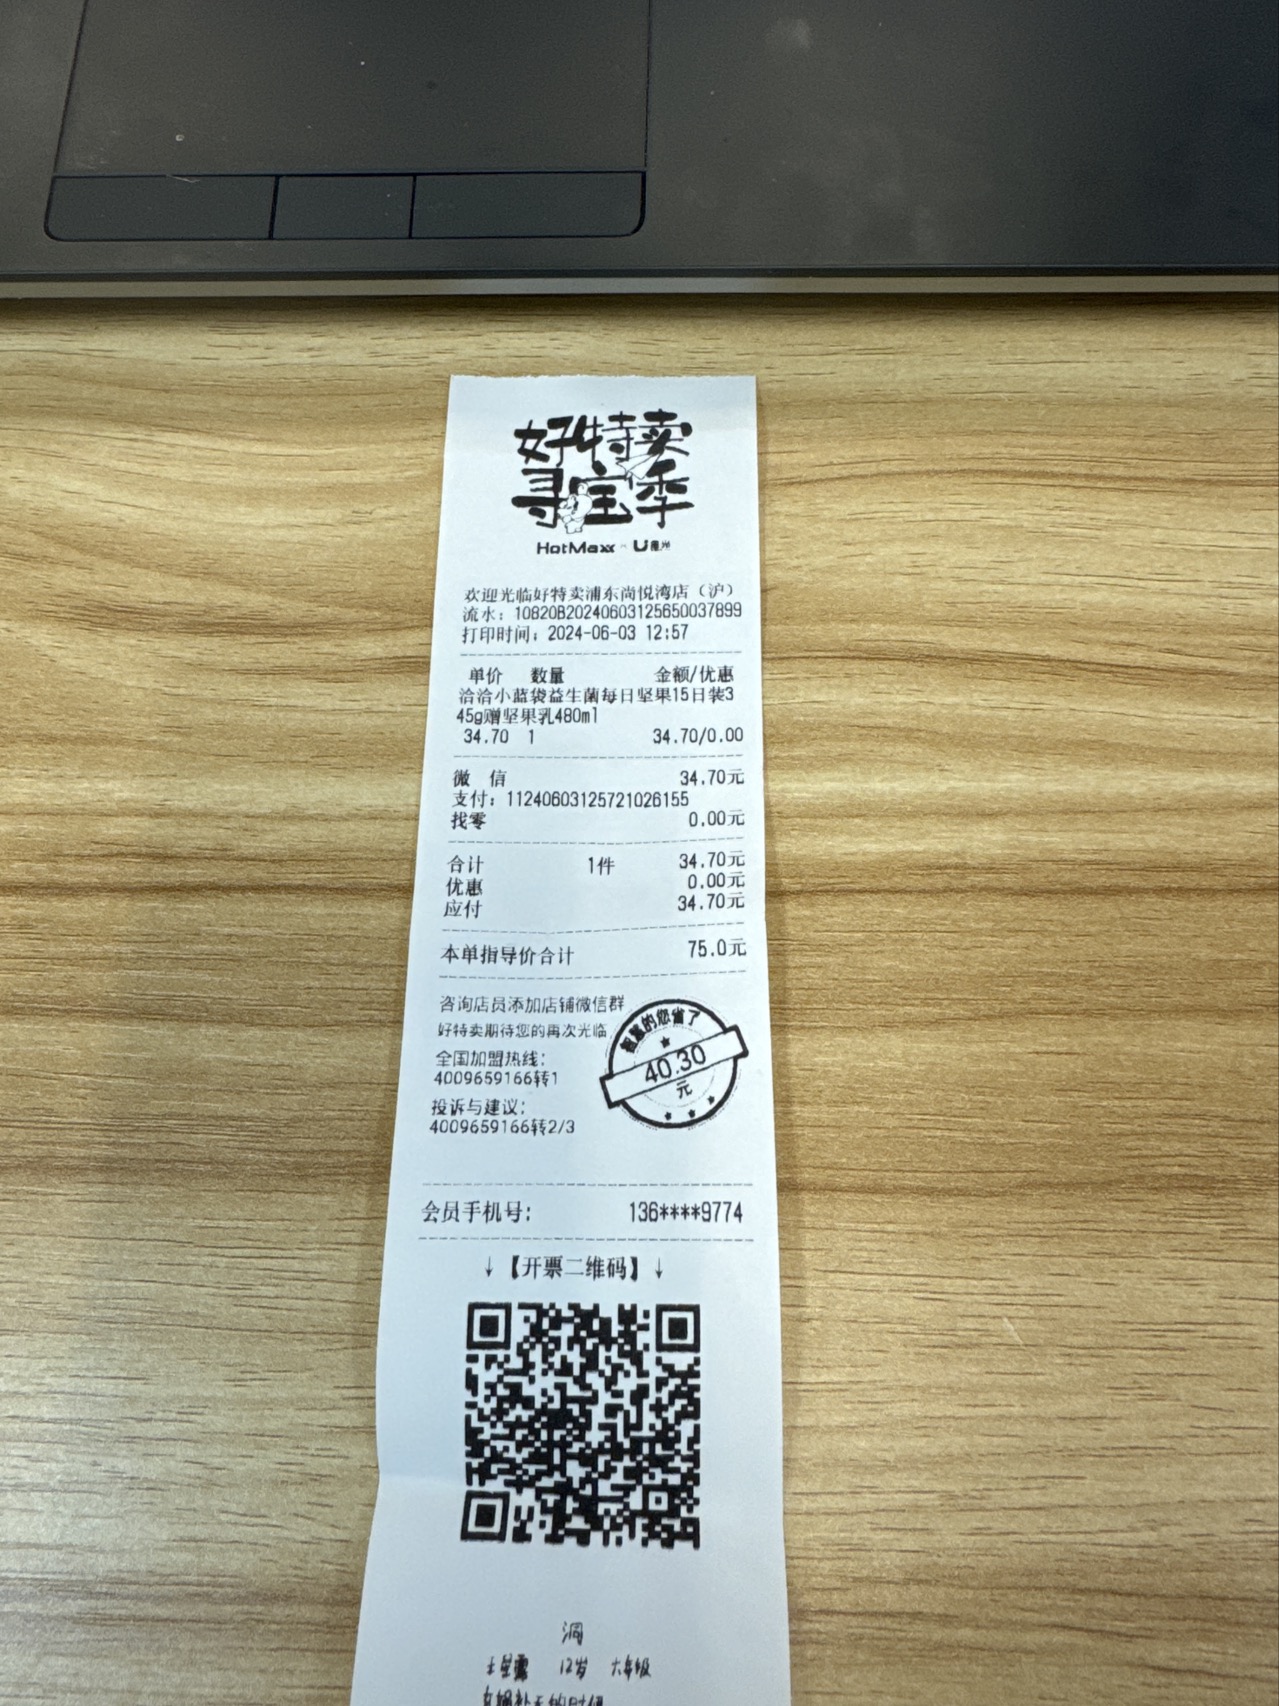 好特卖
寻宝季
HotMaxx × U
欢迎光临好特卖浦东尚悦湾店（沪）
流水：10820B20240603125650037899
打印时间：2024-06-03 12:57
单价 数量 金额/优惠
洽洽小蓝袋益生菌每日坚果15日装3
45g赠坚果乳480ml
34.70 1 34.70/0.00
微 信 34.70元
支付：11240603125721026155
找零 0.00元
合计 1件 34.70元
优惠 0.00元
应付 34.70元
本单指导价合计 75.0元
咨询店员添加店铺微信群
好特卖期待您的再次光临
全国加盟热线：
4009659166转1
投诉与建议：
4009659166转2/3
智慧的您省了
40.30
元
会员手机号： 136****9774
↓【开票二维码】↓
洞
12岁 六年级